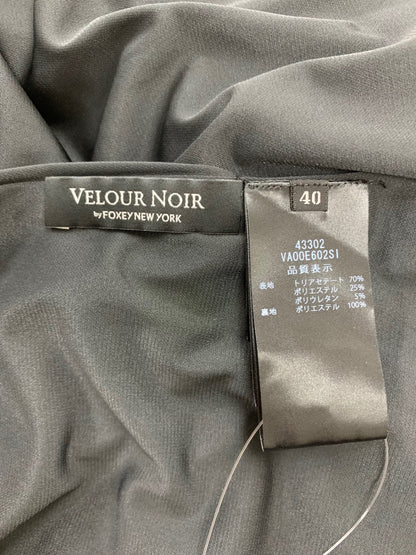 VELOUR NOIR
by FOXEY NEW YORK
40
43302
VA00E602SI
品質表示
表地 トリアセテート 70%
ポリエステル 25%
ポリウレタン 5%
裏地 ポリエステル 100%